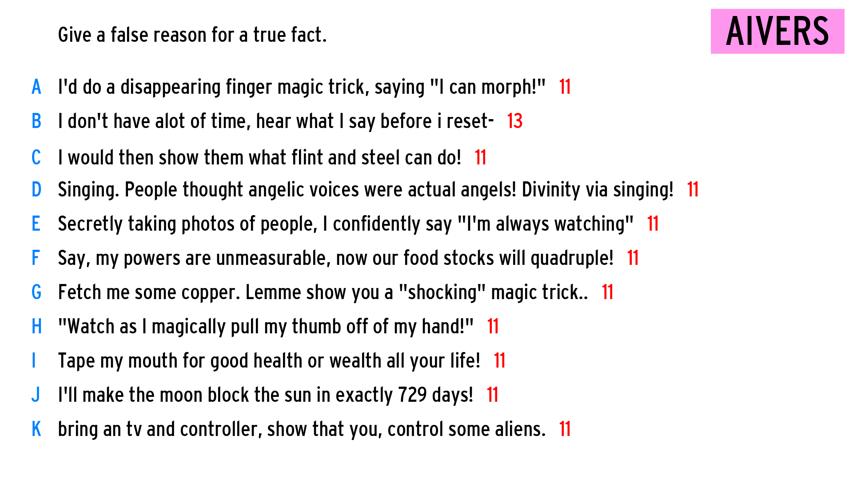 Give a false reason for a true fact.
AIVERS
A I'd do a disappearing finger magic trick, saying "I can morph!" 11
B I don't have alot of time, hear what I say before i reset- 13
C I would then show them what flint and steel can do! 11
D Singing. People thought angelic voices were actual angels! Divinity via singing! 11
E Secretly taking photos of people, I confidently say "I'm always watching" 11
F Say, my powers are unmeasurable, now our food stocks will quadruple! 11
G Fetch me some copper. Lemme show you a "shocking" magic trick.. 11
H "Watch as I magically pull my thumb off of my hand!" 11
I Tape my mouth for good health or wealth all your life! 11
J I'll make the moon block the sun in exactly 729 days! 11
K bring an tv and controller, show that you, control some aliens. 11